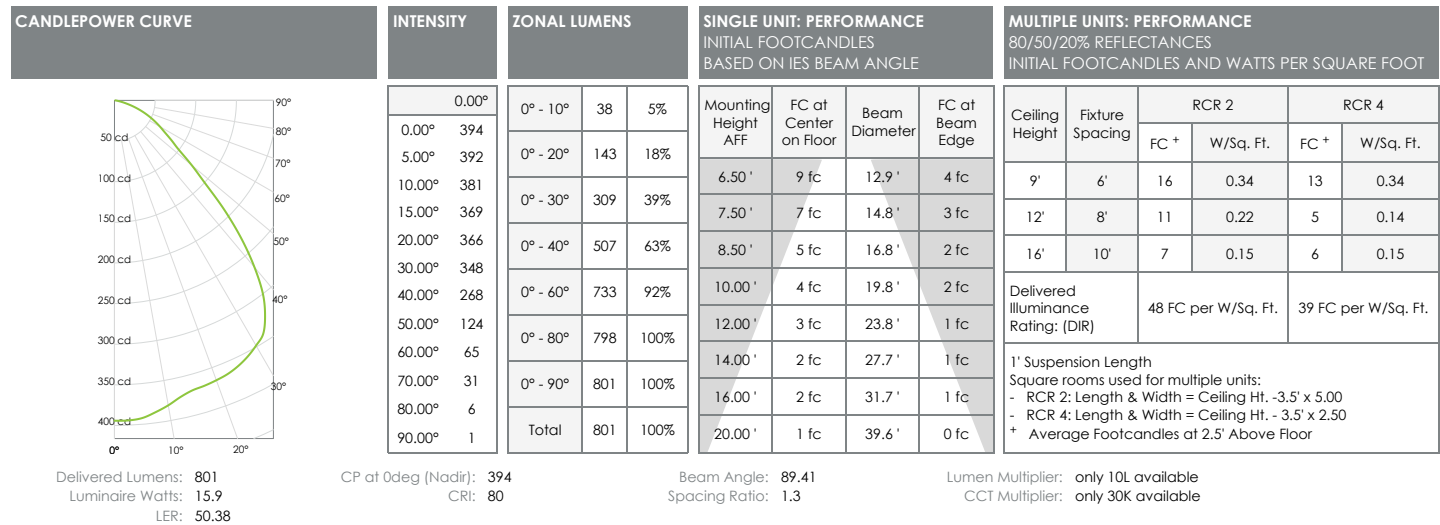 CANDLEPOWER CURVE
90°
80°
70°
60°
50°
40°
30°
50 cd
100 cd
150 cd
200 cd
250 cd
300 cd
350 cd
400 cd
0° 10° 20°
INTENSITY
0.00°
0.00° 394
5.00° 392
10.00° 381
15.00° 369
20.00° 366
30.00° 348
40.00° 268
50.00° 124
60.00° 65
70.00° 31
80.00° 6
90.00° 1
ZONAL LUMENS
0° - 10° 38 5%
0° - 20° 143 18%
0° - 30° 309 39%
0° - 40° 507 63%
0° - 60° 733 92%
0° - 80° 798 100%
0° - 90° 801 100%
Total 801 100%
SINGLE UNIT: PERFORMANCE
INITIAL FOOTCANDLES
BASED ON IES BEAM ANGLE
Mounting Height AFF FC at Center on Floor Beam Diameter FC at Beam Edge
6.50 ' 9 fc 12.9 ' 4 fc
7.50 ' 7 fc 14.8 ' 3 fc
8.50 ' 5 fc 16.8 ' 2 fc
10.00 ' 4 fc 19.8 ' 2 fc
12.00 ' 3 fc 23.8 ' 1 fc
14.00 ' 2 fc 27.7 ' 1 fc
16.00 ' 2 fc 31.7 ' 1 fc
20.00 ' 1 fc 39.6 ' 0 fc
MULTIPLE UNITS: PERFORMANCE
80/50/20% REFLECTANCES
INITIAL FOOTCANDLES AND WATTS PER SQUARE FOOT
Ceiling Height Fixture Spacing RCR 2 RCR 4
FC + W/Sq. Ft. FC + W/Sq. Ft.
9' 6' 16 0.34 13 0.34
12' 8' 11 0.22 5 0.14
16' 10' 7 0.15 6 0.15
Delivered
Illuminance
Rating: (DIR)
48 FC per W/Sq. Ft. 39 FC per W/Sq. Ft.
1' Suspension Length
Square rooms used for multiple units:
- RCR 2: Length & Width = Ceiling Ht. -3.5' x 5.00
- RCR 4: Length & Width = Ceiling Ht. - 3.5' x 2.50
+ Average Footcandles at 2.5' Above Floor
Delivered Lumens: 801 CP at 0deg (Nadir): 394 Beam Angle: 89.41 Lumen Multiplier: only 10L available
Luminaire Watts: 15.9 CRI: 80 Spacing Ratio: 1.3 CCT Multiplier: only 30K available
LER: 50.38